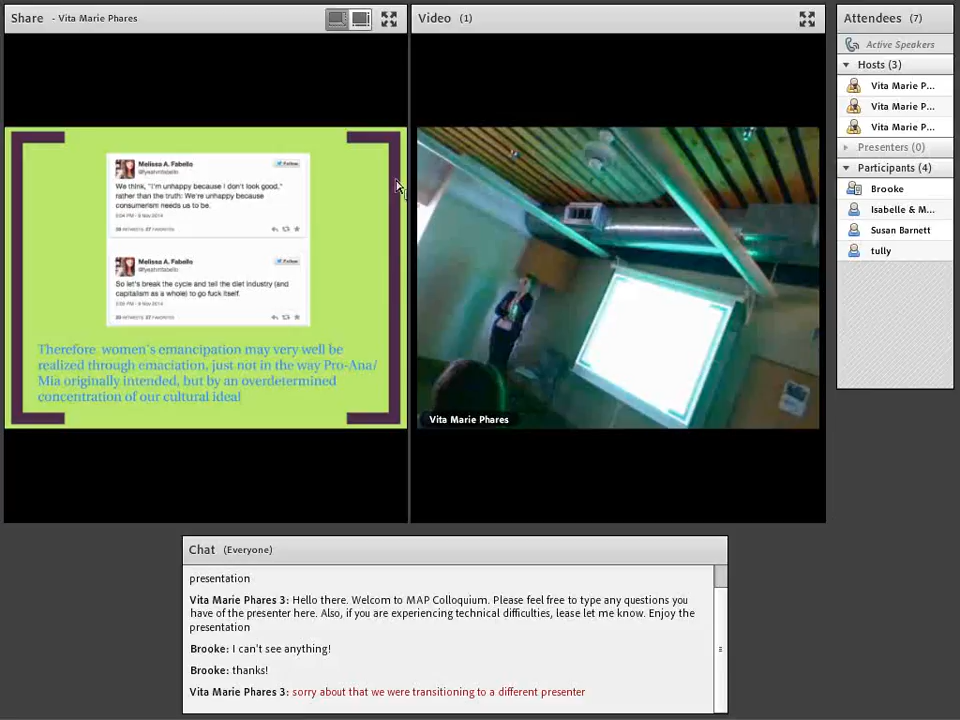 Share - Vita Marie Phares
Video (1)
Attendees (7)
Active Speakers
Hosts (3)
Vita Marie P...
Vita Marie P...
Vita Marie P...
Presenters (0)
Participants (4)
Brooke
Isabelle & M...
Susan Barnett
tully
Melissa A. Fabello
@fyeahmfabello
Follow
We think, "I'm unhappy because I don't look good,"
rather than the truth: We're unhappy because
consumerism needs us to be.
6 Nov 2014
Melissa A. Fabello
@fyeahmfabello
Follow
So let's break the cycle and tell the diet industry (and
capitalism as a whole) to go fuck itself.
6 Nov 2014
Therefore women's emancipation may very well be
realized through emaciation, just not in the way Pro-Ana/
Mia originally intended, but by an overdetermined
concentration of our cultural ideal
Vita Marie Phares
Chat (Everyone)
presentation
Vita Marie Phares 3: Hello there. Welcom to MAP Colloquium. Please feel free to type any questions you
have of the presenter here. Also, if you are experiencing technical difficulties, lease let me know. Enjoy the
presentation
Brooke: I can't see anything!
Brooke: thanks!
Vita Marie Phares 3: sorry about that we were transitioning to a different presenter